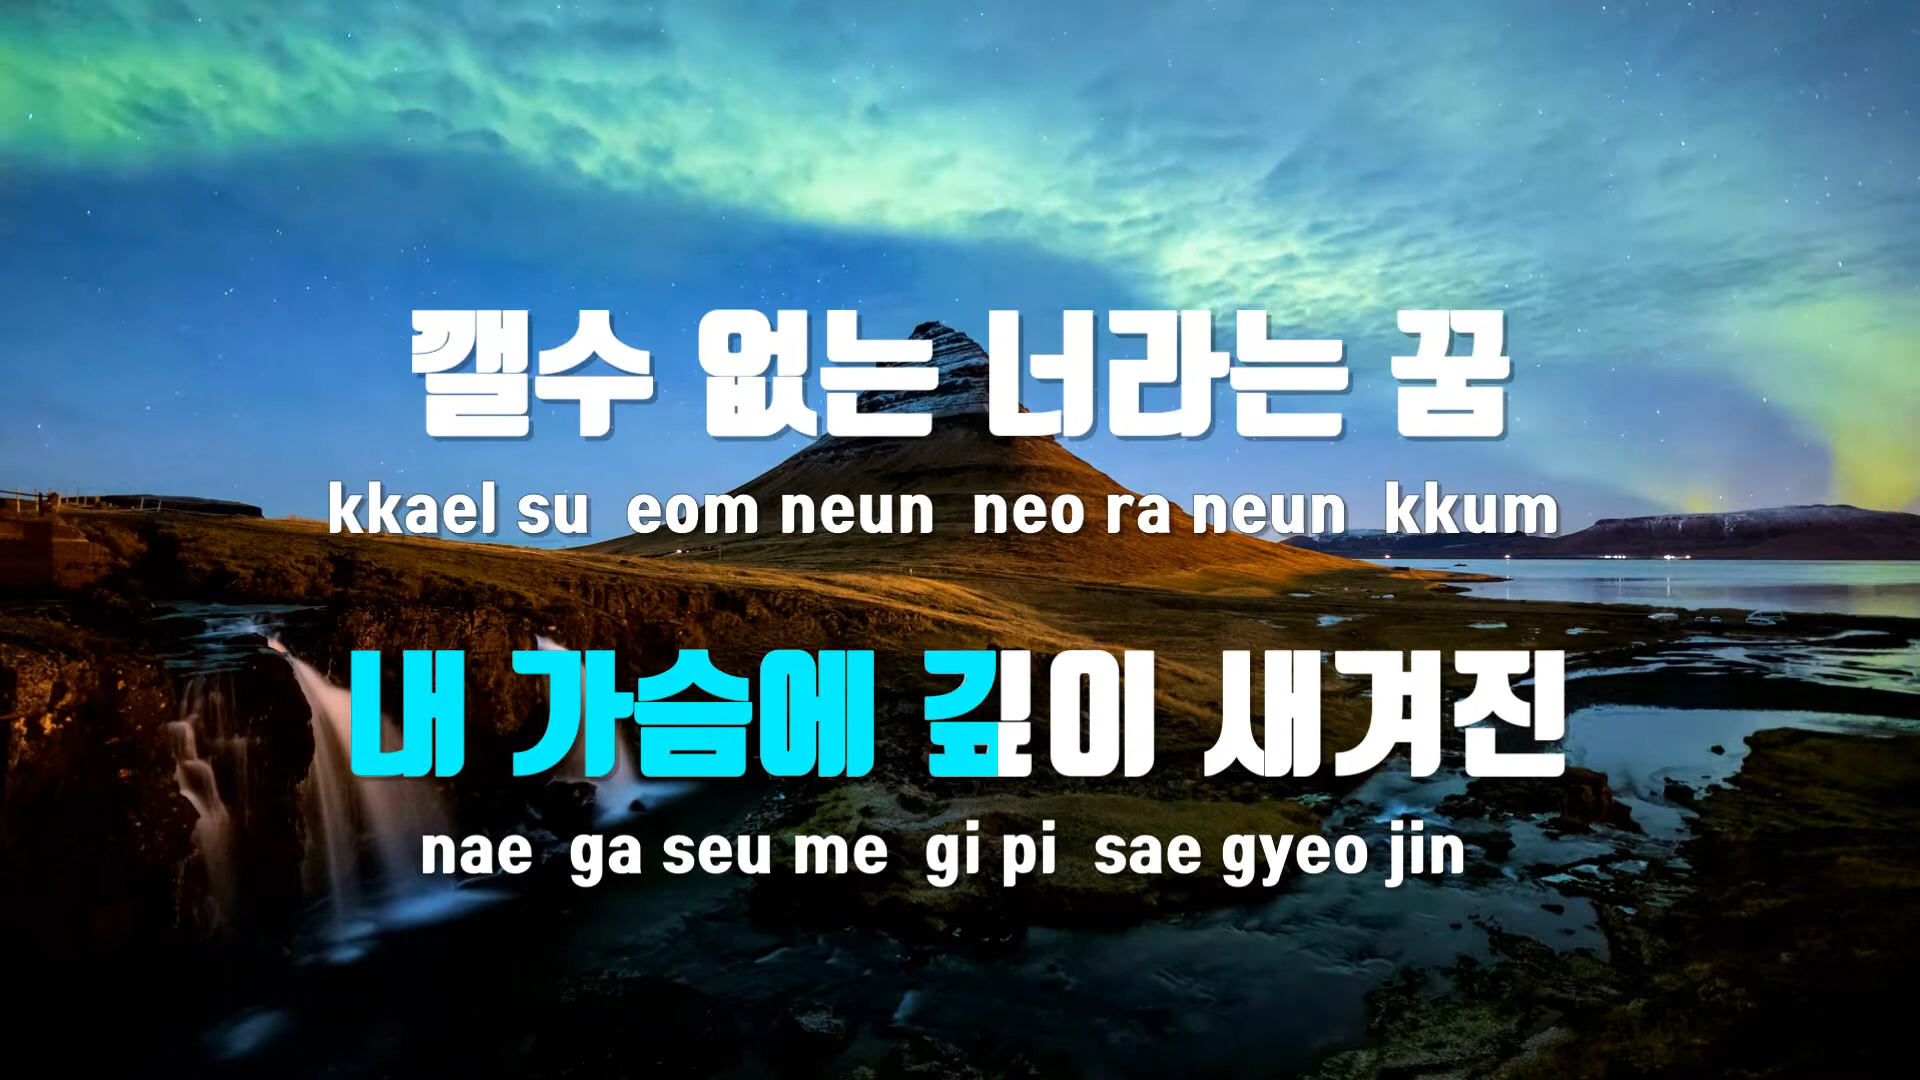 깰수 없는 너라는 꿈
kkael su eom neun neo ra neun kkum
내 가슴에 깊이 새겨진
nae ga seu me gi pi sae gyeo jin